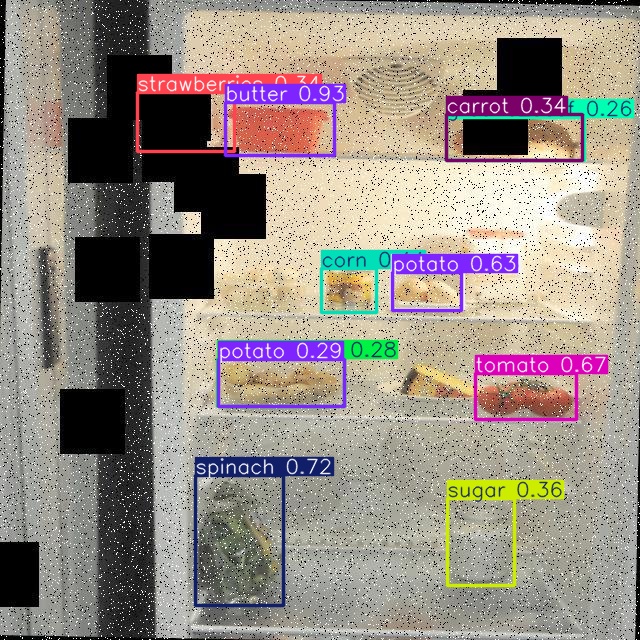 strawberries 0.34
butter 0.93
carrot 0.34
0.26
corn
potato 0.63
potato 0.29
0.28
tomato 0.67
spinach 0.72
sugar 0.36